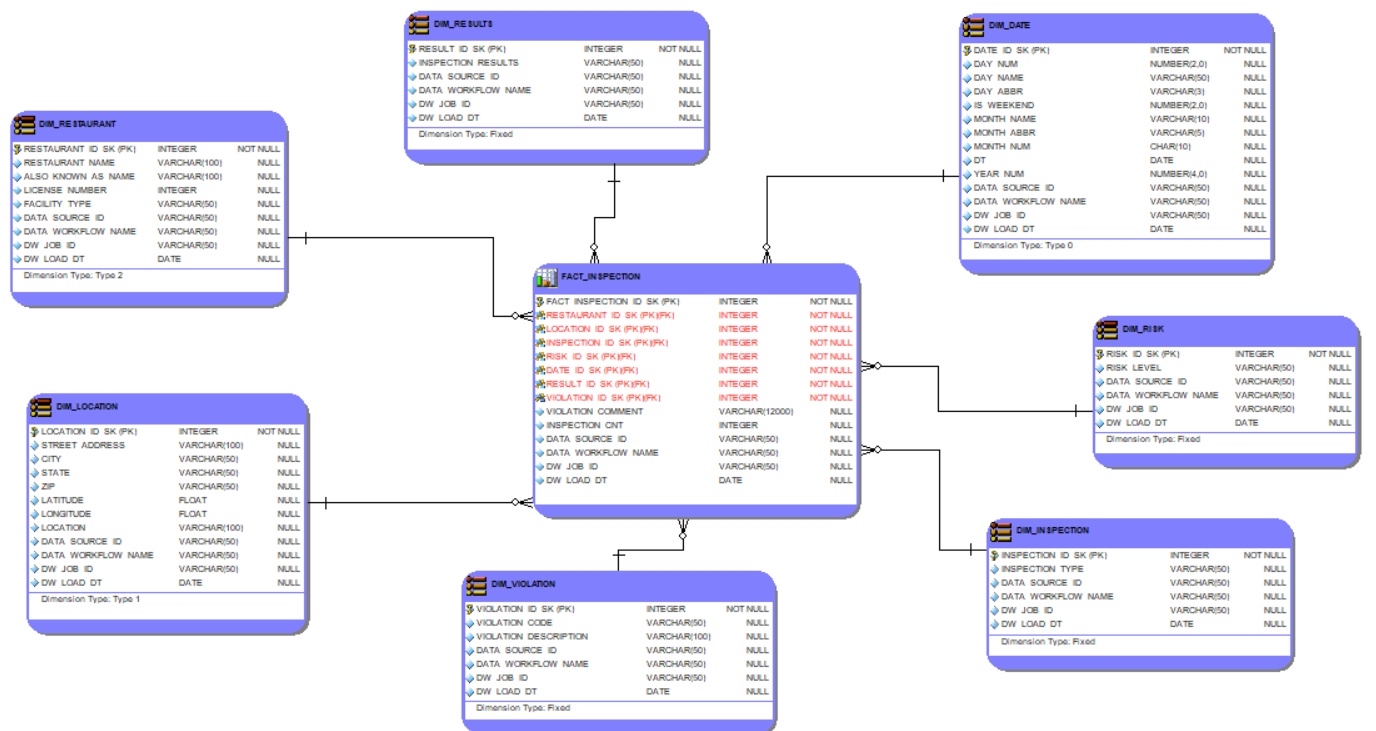 DIM_RESULTS
RESULT ID SK (PK) INTEGER NOT NULL
INSPECTION RESULTS VARCHAR(50) NULL
DATA SOURCE ID VARCHAR(50) NULL
DATA WORKFLOW NAME VARCHAR(50) NULL
DW JOB ID VARCHAR(50) NULL
DW LOAD DT DATE NULL
Dimension Type: Fixed
DIM_DATE
DATE ID SK (PK) INTEGER NOT NULL
DAY NUM NUMBER(2,0) NULL
DAY NAME VARCHAR(50) NULL
DAY ABBR VARCHAR(3) NULL
IS WEEKEND NUMBER(2,0) NULL
MONTH NAME VARCHAR(10) NULL
MONTH ABBR VARCHAR(5) NULL
MONTH NUM CHAR(10) NULL
DT DATE NULL
YEAR NUM NUMBER(4,0) NULL
DATA SOURCE ID VARCHAR(50) NULL
DATA WORKFLOW NAME VARCHAR(50) NULL
DW JOB ID VARCHAR(50) NULL
DW LOAD DT DATE NULL
Dimension Type: Type 0
DIM_RESTAURANT
RESTAURANT ID SK (PK) INTEGER NOT NULL
RESTAURANT NAME VARCHAR(100) NULL
ALSO KNOWN AS NAME VARCHAR(100) NULL
LICENSE NUMBER INTEGER NULL
FACILITY TYPE VARCHAR(50) NULL
DATA SOURCE ID VARCHAR(50) NULL
DATA WORKFLOW NAME VARCHAR(50) NULL
DW JOB ID VARCHAR(50) NULL
DW LOAD DT DATE NULL
Dimension Type: Type 2
FACT_INSPECTION
FACT INSPECTION ID SK (PK) INTEGER NOT NULL
RESTAURANT ID SK (PK)(FK) INTEGER NOT NULL
LOCATION ID SK (PK)(FK) INTEGER NOT NULL
INSPECTION ID SK (PK)(FK) INTEGER NOT NULL
RISK ID SK (PK)(FK) INTEGER NOT NULL
DATE ID SK (PK)(FK) INTEGER NOT NULL
RESULT ID SK (PK)(FK) INTEGER NOT NULL
VIOLATION ID SK (PK)(FK) INTEGER NOT NULL
VIOLATION COMMENT VARCHAR(12000) NULL
INSPECTION CNT INTEGER NULL
DATA SOURCE ID VARCHAR(50) NULL
DATA WORKFLOW NAME VARCHAR(50) NULL
DW JOB ID VARCHAR(50) NULL
DW LOAD DT DATE NULL
DIM_RISK
RISK ID SK (PK) INTEGER NOT NULL
RISK LEVEL VARCHAR(50) NULL
DATA SOURCE ID VARCHAR(50) NULL
DATA WORKFLOW NAME VARCHAR(50) NULL
DW JOB ID VARCHAR(50) NULL
DW LOAD DT DATE NULL
Dimension Type: Fixed
DIM_LOCATION
LOCATION ID SK (PK) INTEGER NOT NULL
STREET ADDRESS VARCHAR(100) NULL
CITY VARCHAR(50) NULL
STATE VARCHAR(50) NULL
ZIP VARCHAR(50) NULL
LATITUDE FLOAT NULL
LONGITUDE FLOAT NULL
LOCATION VARCHAR(100) NULL
DATA SOURCE ID VARCHAR(50) NULL
DATA WORKFLOW NAME VARCHAR(50) NULL
DW JOB ID VARCHAR(50) NULL
DW LOAD DT DATE NULL
Dimension Type: Type 1
DIM_INSPECTION
INSPECTION ID SK (PK) INTEGER NOT NULL
INSPECTION TYPE VARCHAR(50) NULL
DATA SOURCE ID VARCHAR(50) NULL
DATA WORKFLOW NAME VARCHAR(50) NULL
DW JOB ID VARCHAR(50) NULL
DW LOAD DT DATE NULL
Dimension Type: Fixed
DIM_VIOLATION
VIOLATION ID SK (PK) INTEGER NOT NULL
VIOLATION CODE VARCHAR(50) NULL
VIOLATION DESCRIPTION VARCHAR(100) NULL
DATA SOURCE ID VARCHAR(50) NULL
DATA WORKFLOW NAME VARCHAR(50) NULL
DW JOB ID VARCHAR(50) NULL
DW LOAD DT DATE NULL
Dimension Type: Fixed